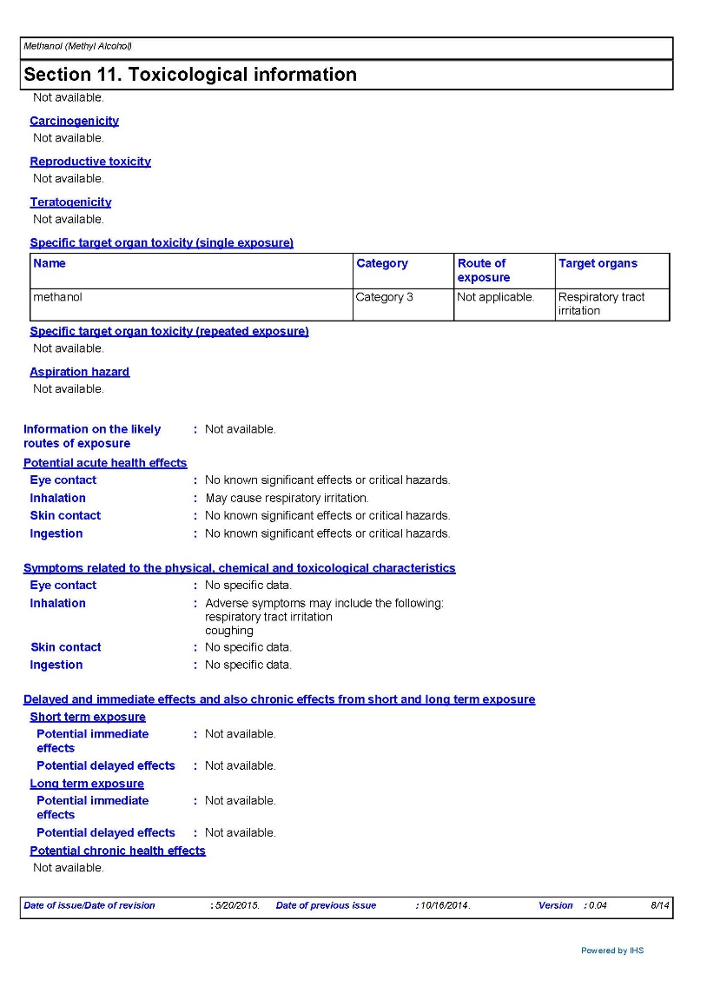 Methanol (Methyl Alcohol)
Section 11. Toxicological information
Not available.
Carcinogenicity
Not available.
Reproductive toxicity
Not available.
Teratogenicity
Not available.
Specific target organ toxicity (single exposure)
Name Category Route of exposure Target organs
methanol Category 3 Not applicable. Respiratory tract irritation
Specific target organ toxicity (repeated exposure)
Not available.
Aspiration hazard
Not available.
Information on the likely routes of exposure : Not available.
Potential acute health effects
Eye contact : No known significant effects or critical hazards.
Inhalation : May cause respiratory irritation.
Skin contact : No known significant effects or critical hazards.
Ingestion : No known significant effects or critical hazards.
Symptoms related to the physical, chemical and toxicological characteristics
Eye contact : No specific data.
Inhalation : Adverse symptoms may include the following:
respiratory tract irritation
coughing
Skin contact : No specific data.
Ingestion : No specific data.
Delayed and immediate effects and also chronic effects from short and long term exposure
Short term exposure
Potential immediate effects : Not available.
Potential delayed effects : Not available.
Long term exposure
Potential immediate effects : Not available.
Potential delayed effects : Not available.
Potential chronic health effects
Not available.
Date of issue/Date of revision : 5/20/2015. Date of previous issue : 10/16/2014. Version : 0.04 8/14
Powered by IHS